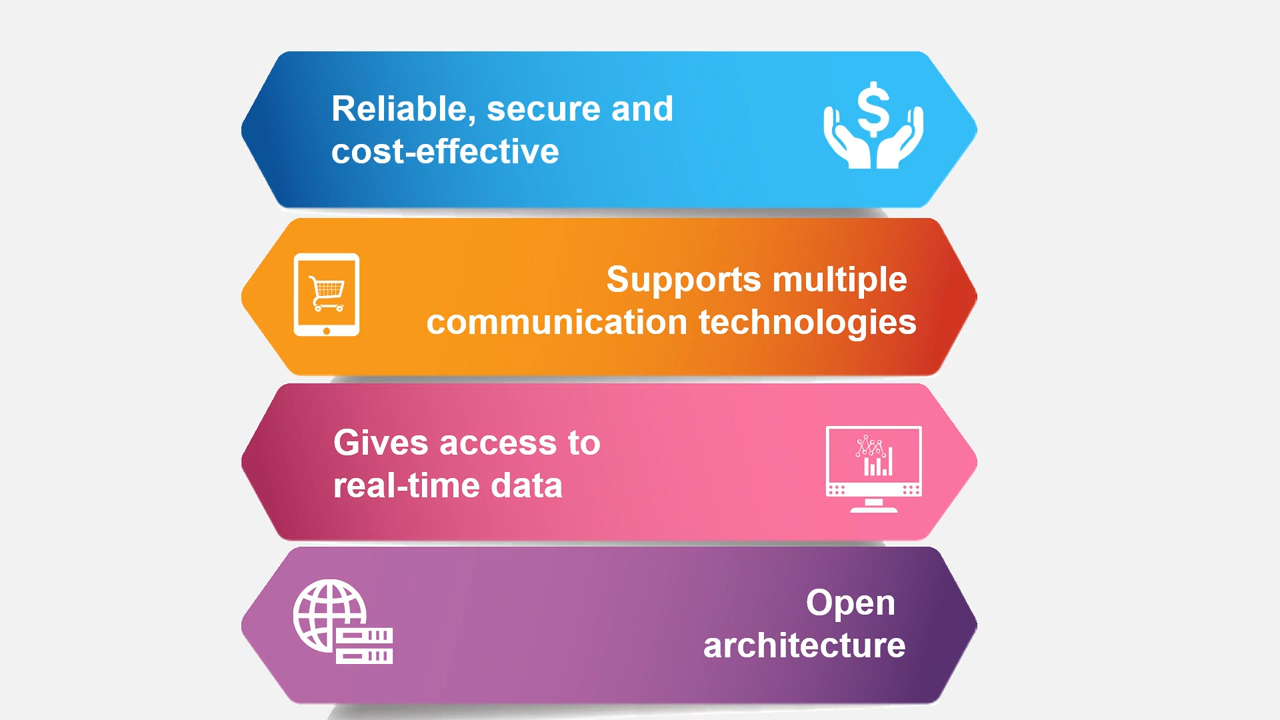 Reliable, secure and
cost-effective
Supports multiple
communication technologies
Gives access to
real-time data
Open
architecture